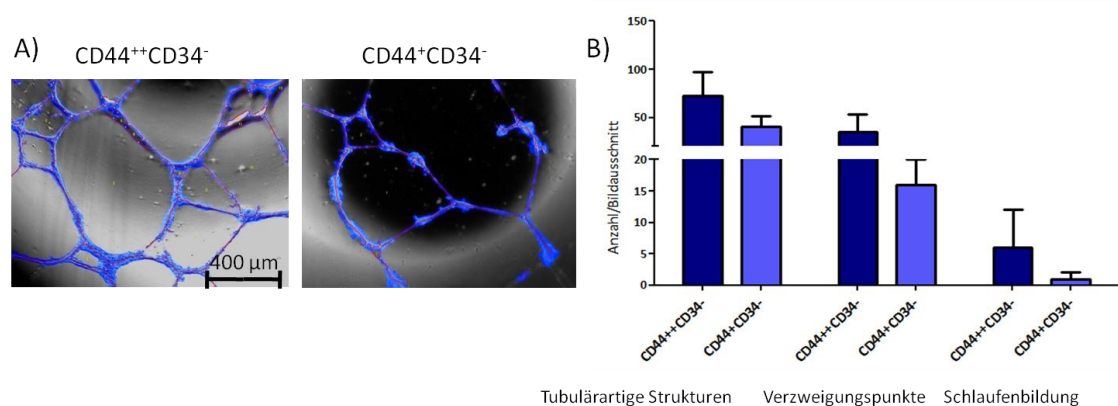 A)
CD44⁺⁺CD34⁻
CD44⁺CD34⁻
400 µm
B)
Anzahl/Bildausschnitt
150
100
50
20
15
10
5
0
CD44++CD34-
CD44+CD34-
CD44++CD34-
CD44+CD34-
CD44++CD34-
CD44+CD34-
Tubulärartige Strukturen
Verzweigungspunkte
Schlaufenbildung